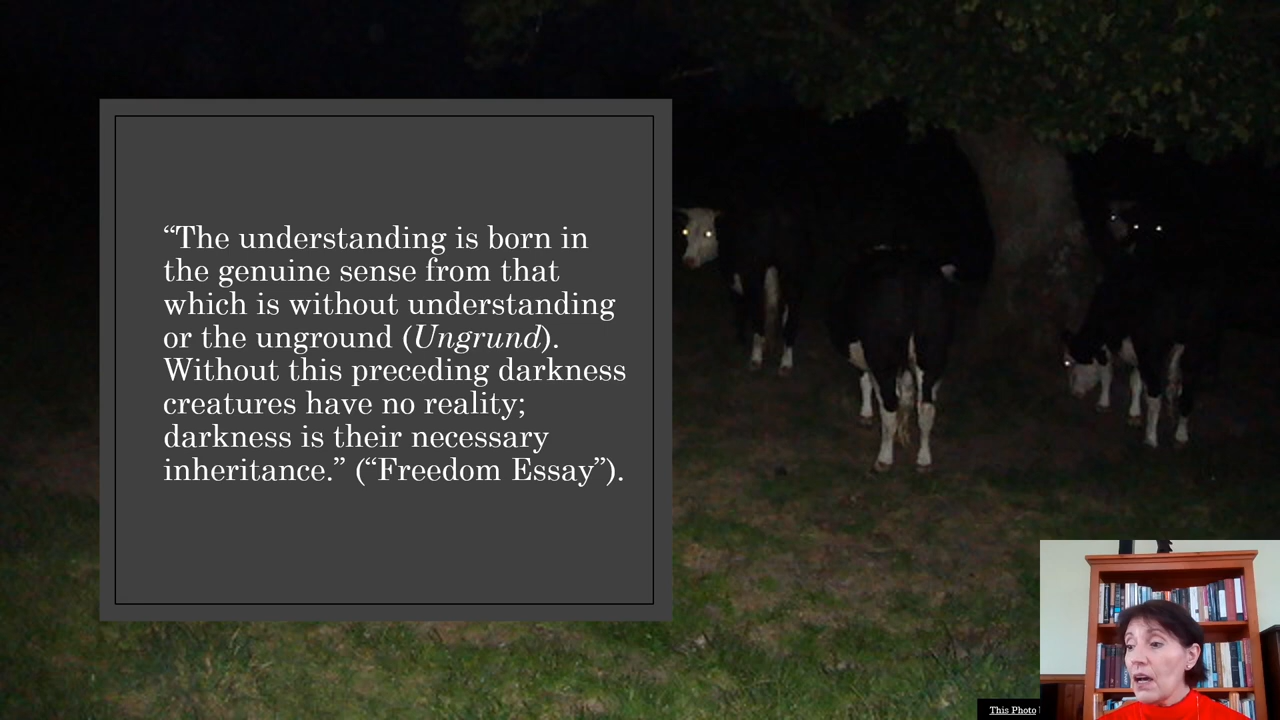 “The understanding is born in
the genuine sense from that
which is without understanding
or the unground (Ungrund).
Without this preceding darkness
creatures have no reality;
darkness is their necessary
inheritance.” (“Freedom Essay”).
This Photo